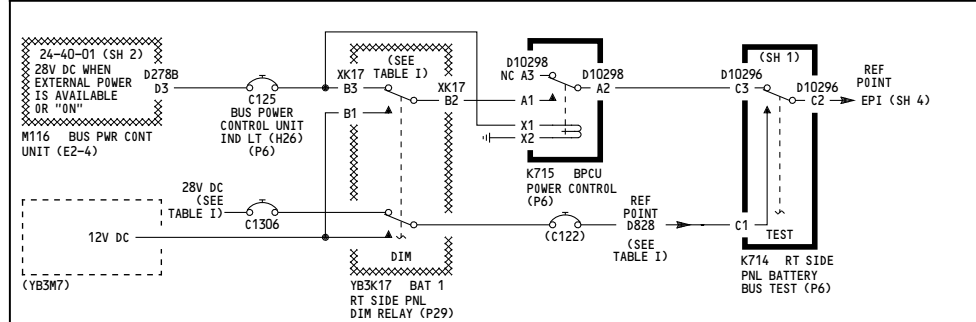 24-40-01 (SH 2)
28V DC WHEN
EXTERNAL POWER
IS AVAILABLE
OR "ON"
D278B
D3
M116 BUS PWR CONT
UNIT (E2-4)
C125
BUS POWER
CONTROL UNIT
IND LT (H26)
(P6)
XK17
B3
B1
(SEE
TABLE I)
XK17
B2
D10298
NC A3
A1
X1
X2
D10298
A2
K715 BPCU
POWER CONTROL
(P6)
D10296
C3
(SH 1)
D10296
C2
REF
POINT
EPI (SH 4)
28V DC
(SEE
TABLE I)
C1306
12V DC
(YB3M7)
DIM
YB3K17 BAT 1
RT SIDE PNL
DIM RELAY (P29)
(C122)
REF
POINT
D828
(SEE
TABLE I)
C1
TEST
K714 RT SIDE
PNL BATTERY
BUS TEST (P6)